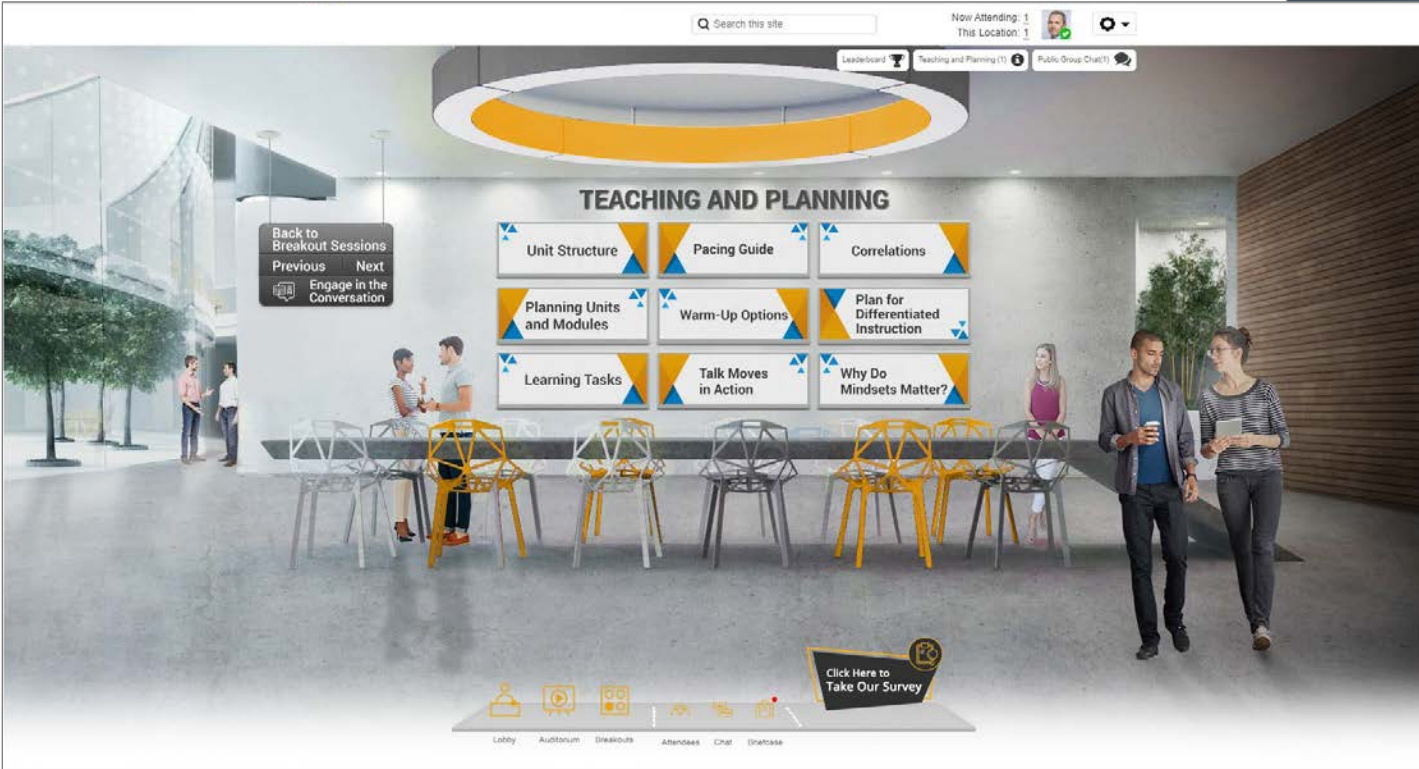 Search this site
Now Attending: 1
This Location: 1
Leaderboard
Teaching and Planning (1)
Public Group Chat(1)
TEACHING AND PLANNING
Back to
Breakout Sessions
Previous Next
Engage in the
Conversation
Unit Structure
Pacing Guide
Correlations
Planning Units
and Modules
Warm-Up Options
Plan for
Differentiated
Instruction
Learning Tasks
Talk Moves
in Action
Why Do
Mindsets Matter?
Click Here to
Take Our Survey
Lobby
Auditorium
Breakouts
Attendees
Chat
Briefcase